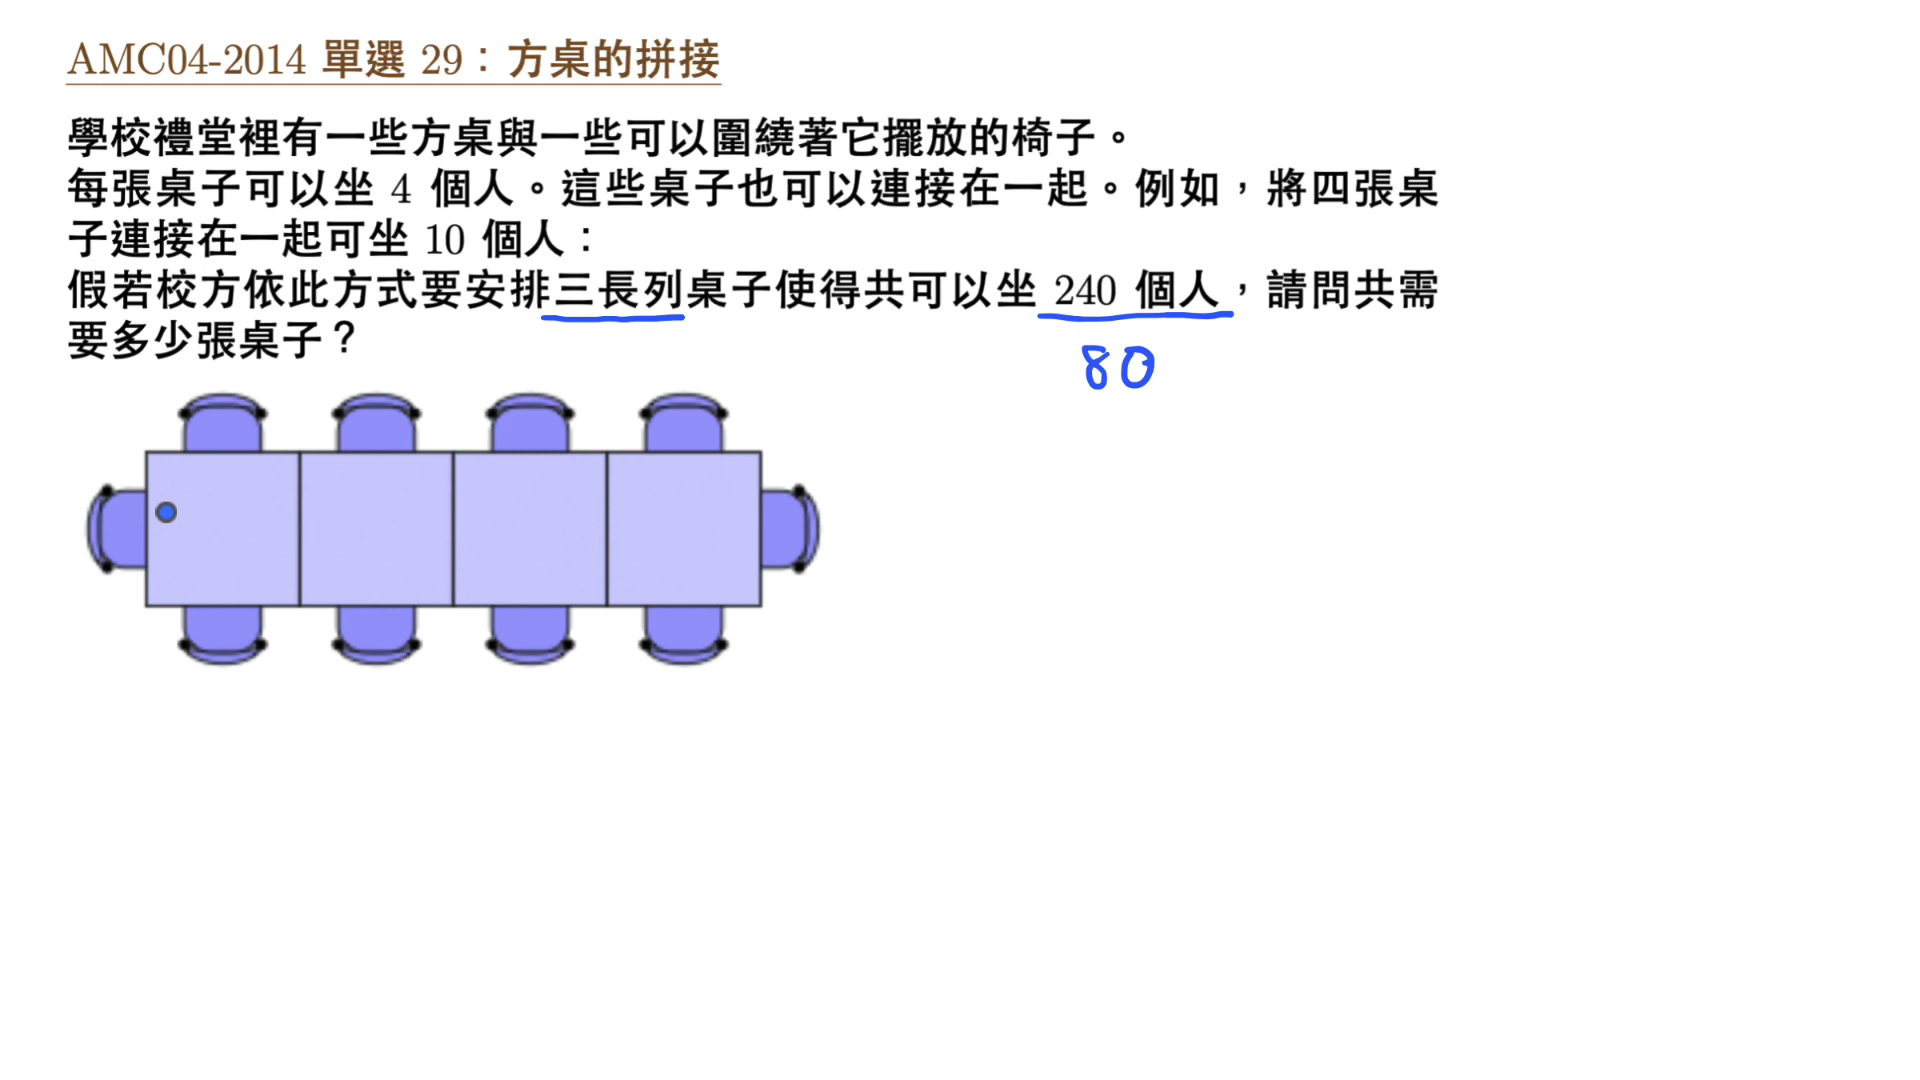 AMC04-2014 單選 29：方桌的拼接
學校禮堂裡有一些方桌與一些可以圍繞著它擺放的椅子。
每張桌子可以坐 4 個人。這些桌子也可以連接在一起。例如，將四張桌
子連接在一起可坐 10 個人：
假若校方依此方式要安排三長列桌子使得共可以坐 240 個人，請問共需
要多少張桌子？
80